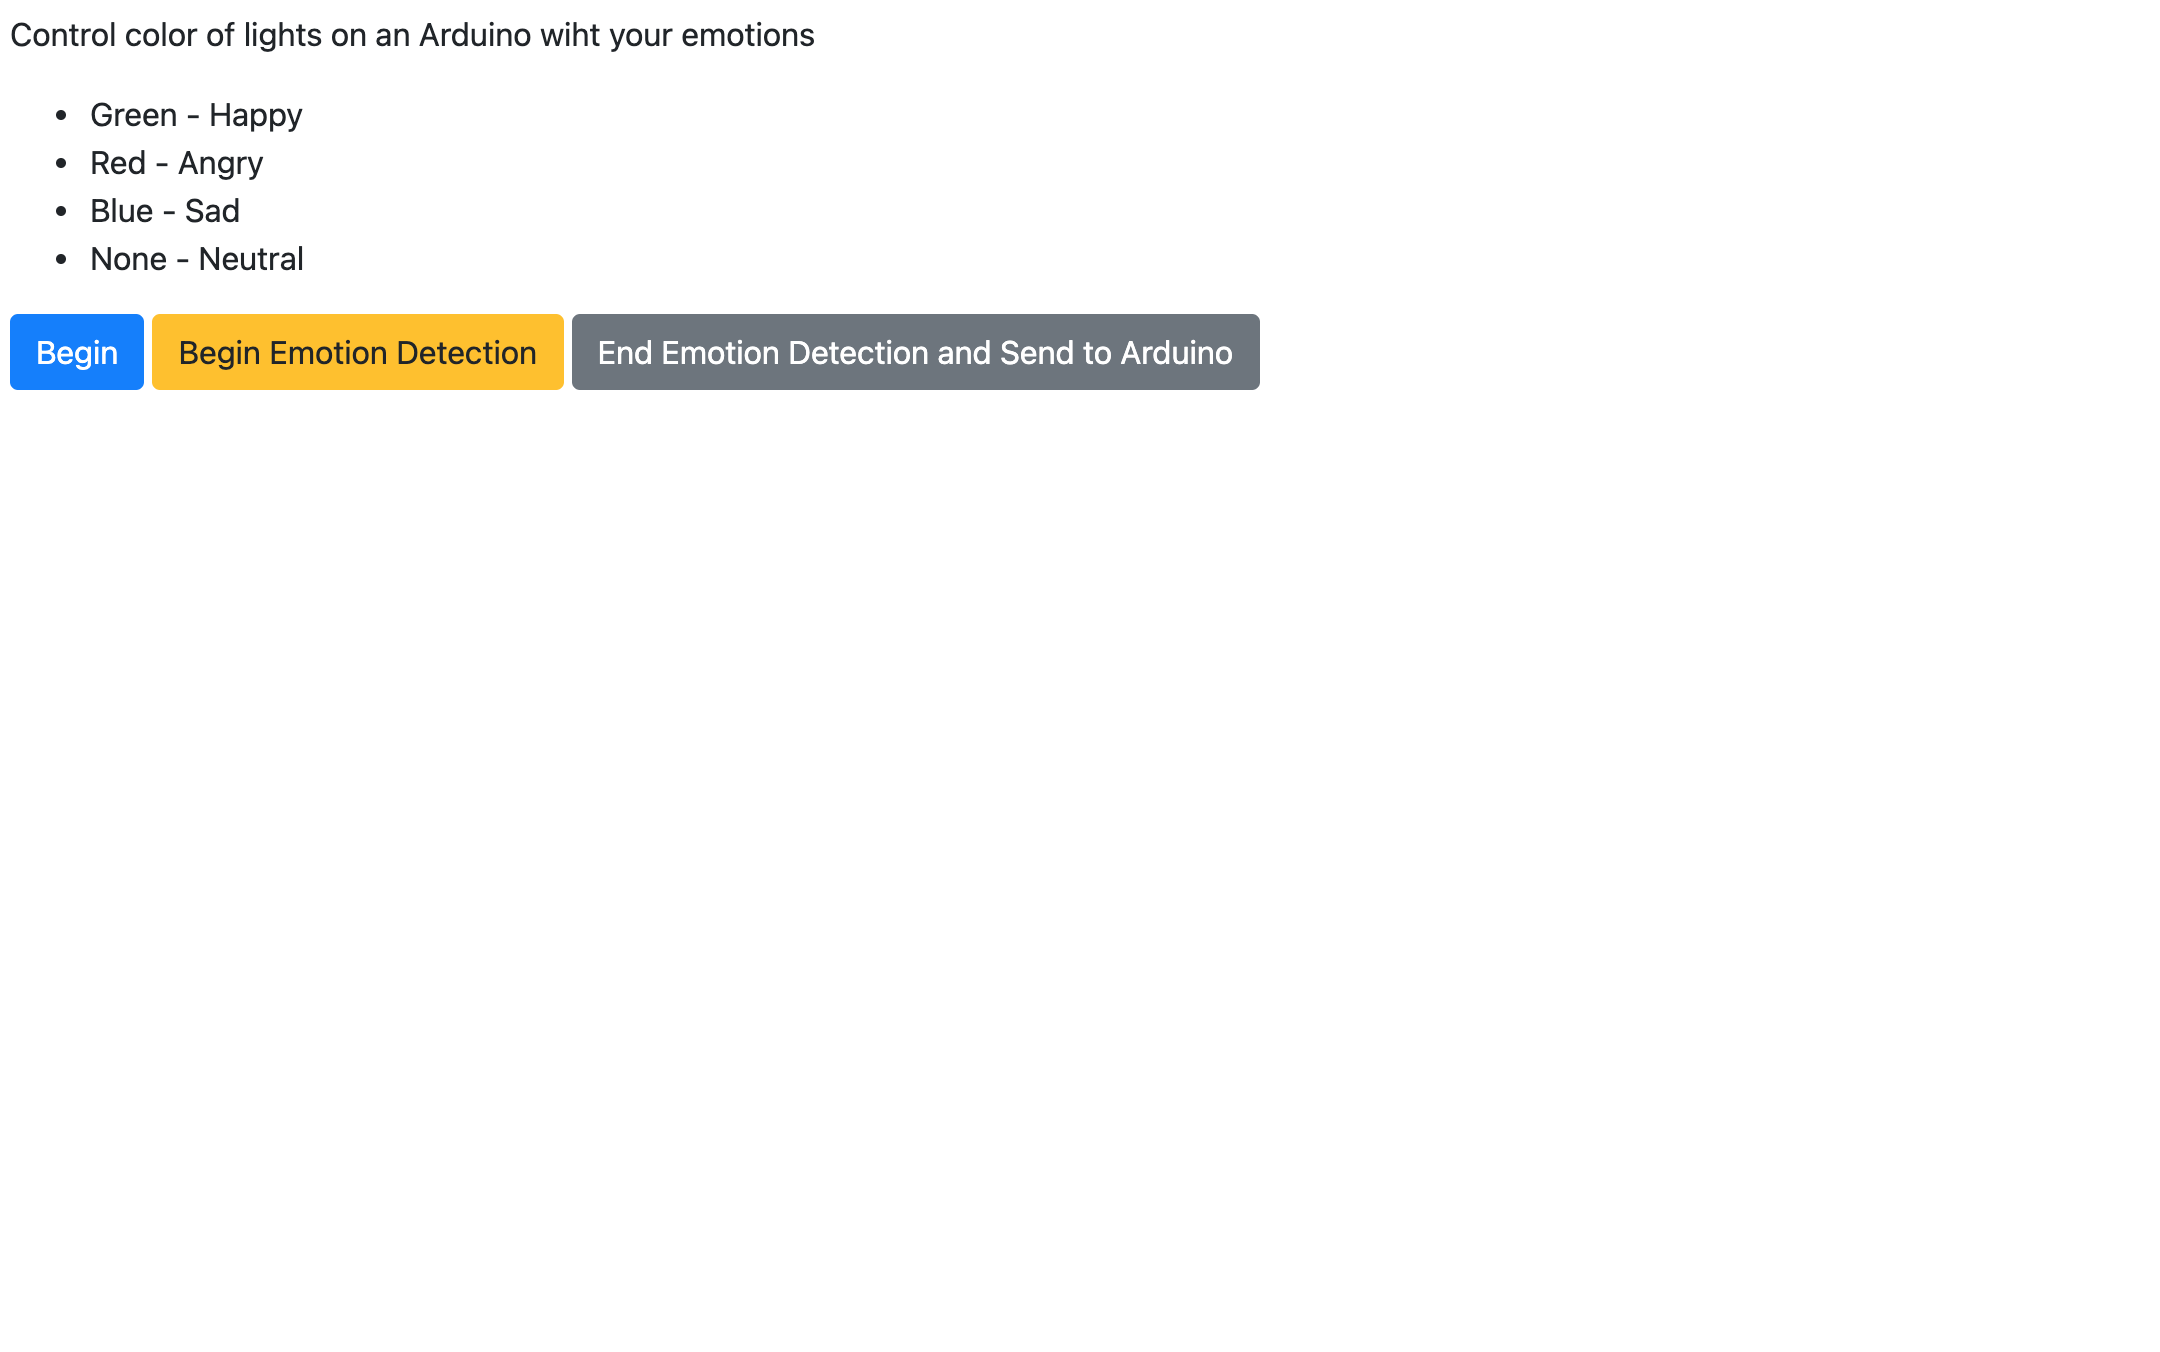 Control color of lights on an Arduino wiht your emotions
Green - Happy
Red - Angry
Blue - Sad
None - Neutral
Begin Begin Emotion Detection End Emotion Detection and Send to Arduino